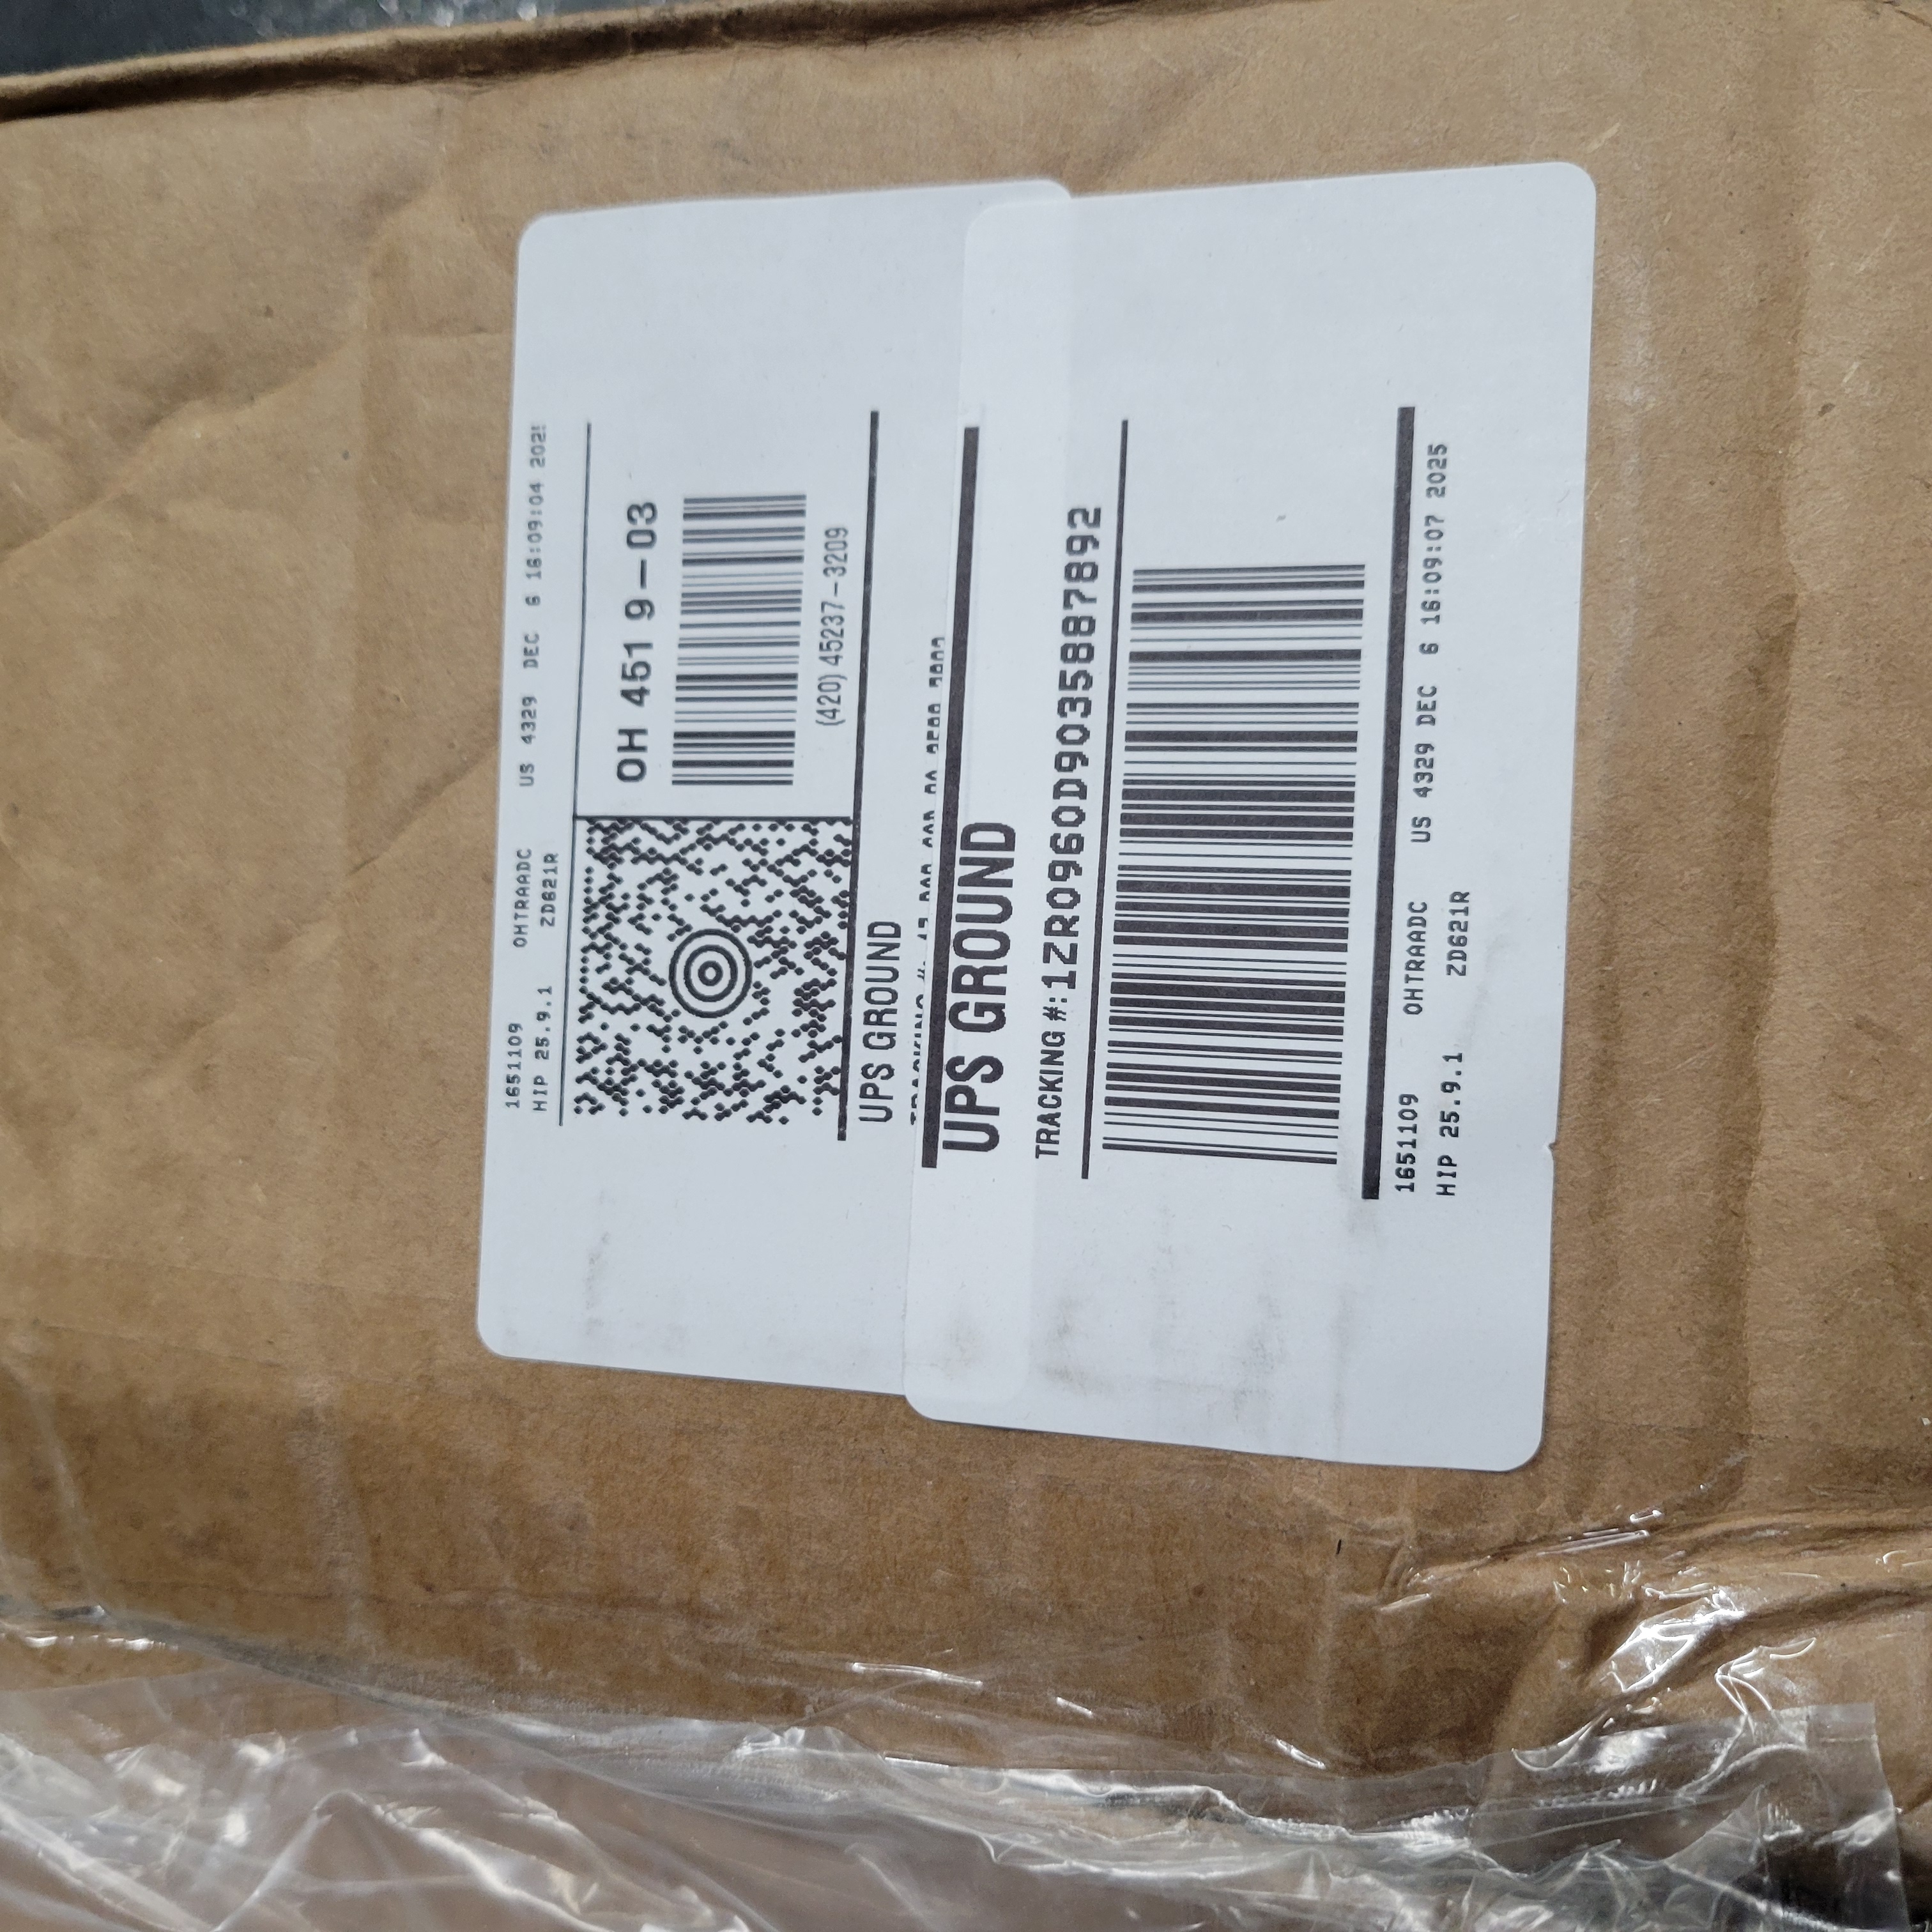 1651109 OHTRAADC US 4329 DEC 6 16:09:04
HIP 25.9.1 ZD621R
OH 451 9-03
(420) 45237-3209
UPS GROUND
UPS GROUND
TRACKING #:1ZR0960D9035887892
1651109 OHTRAADC US 4329 DEC 6 16:09:07 2025
HIP 25.9.1 ZD621R